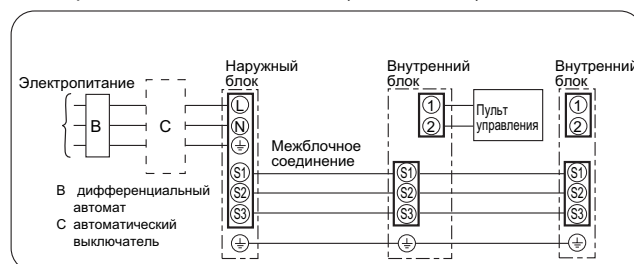 Электропитание
B
C
Наружный
блок
L
N
S1
S2
S3
Межблочное
соединение
Внутренний
блок
1
2
Пульт
управления
S1
S2
S3
Внутренний
блок
1
2
S1
S2
S3
B дифференциальный
автомат
C автоматический
выключатель